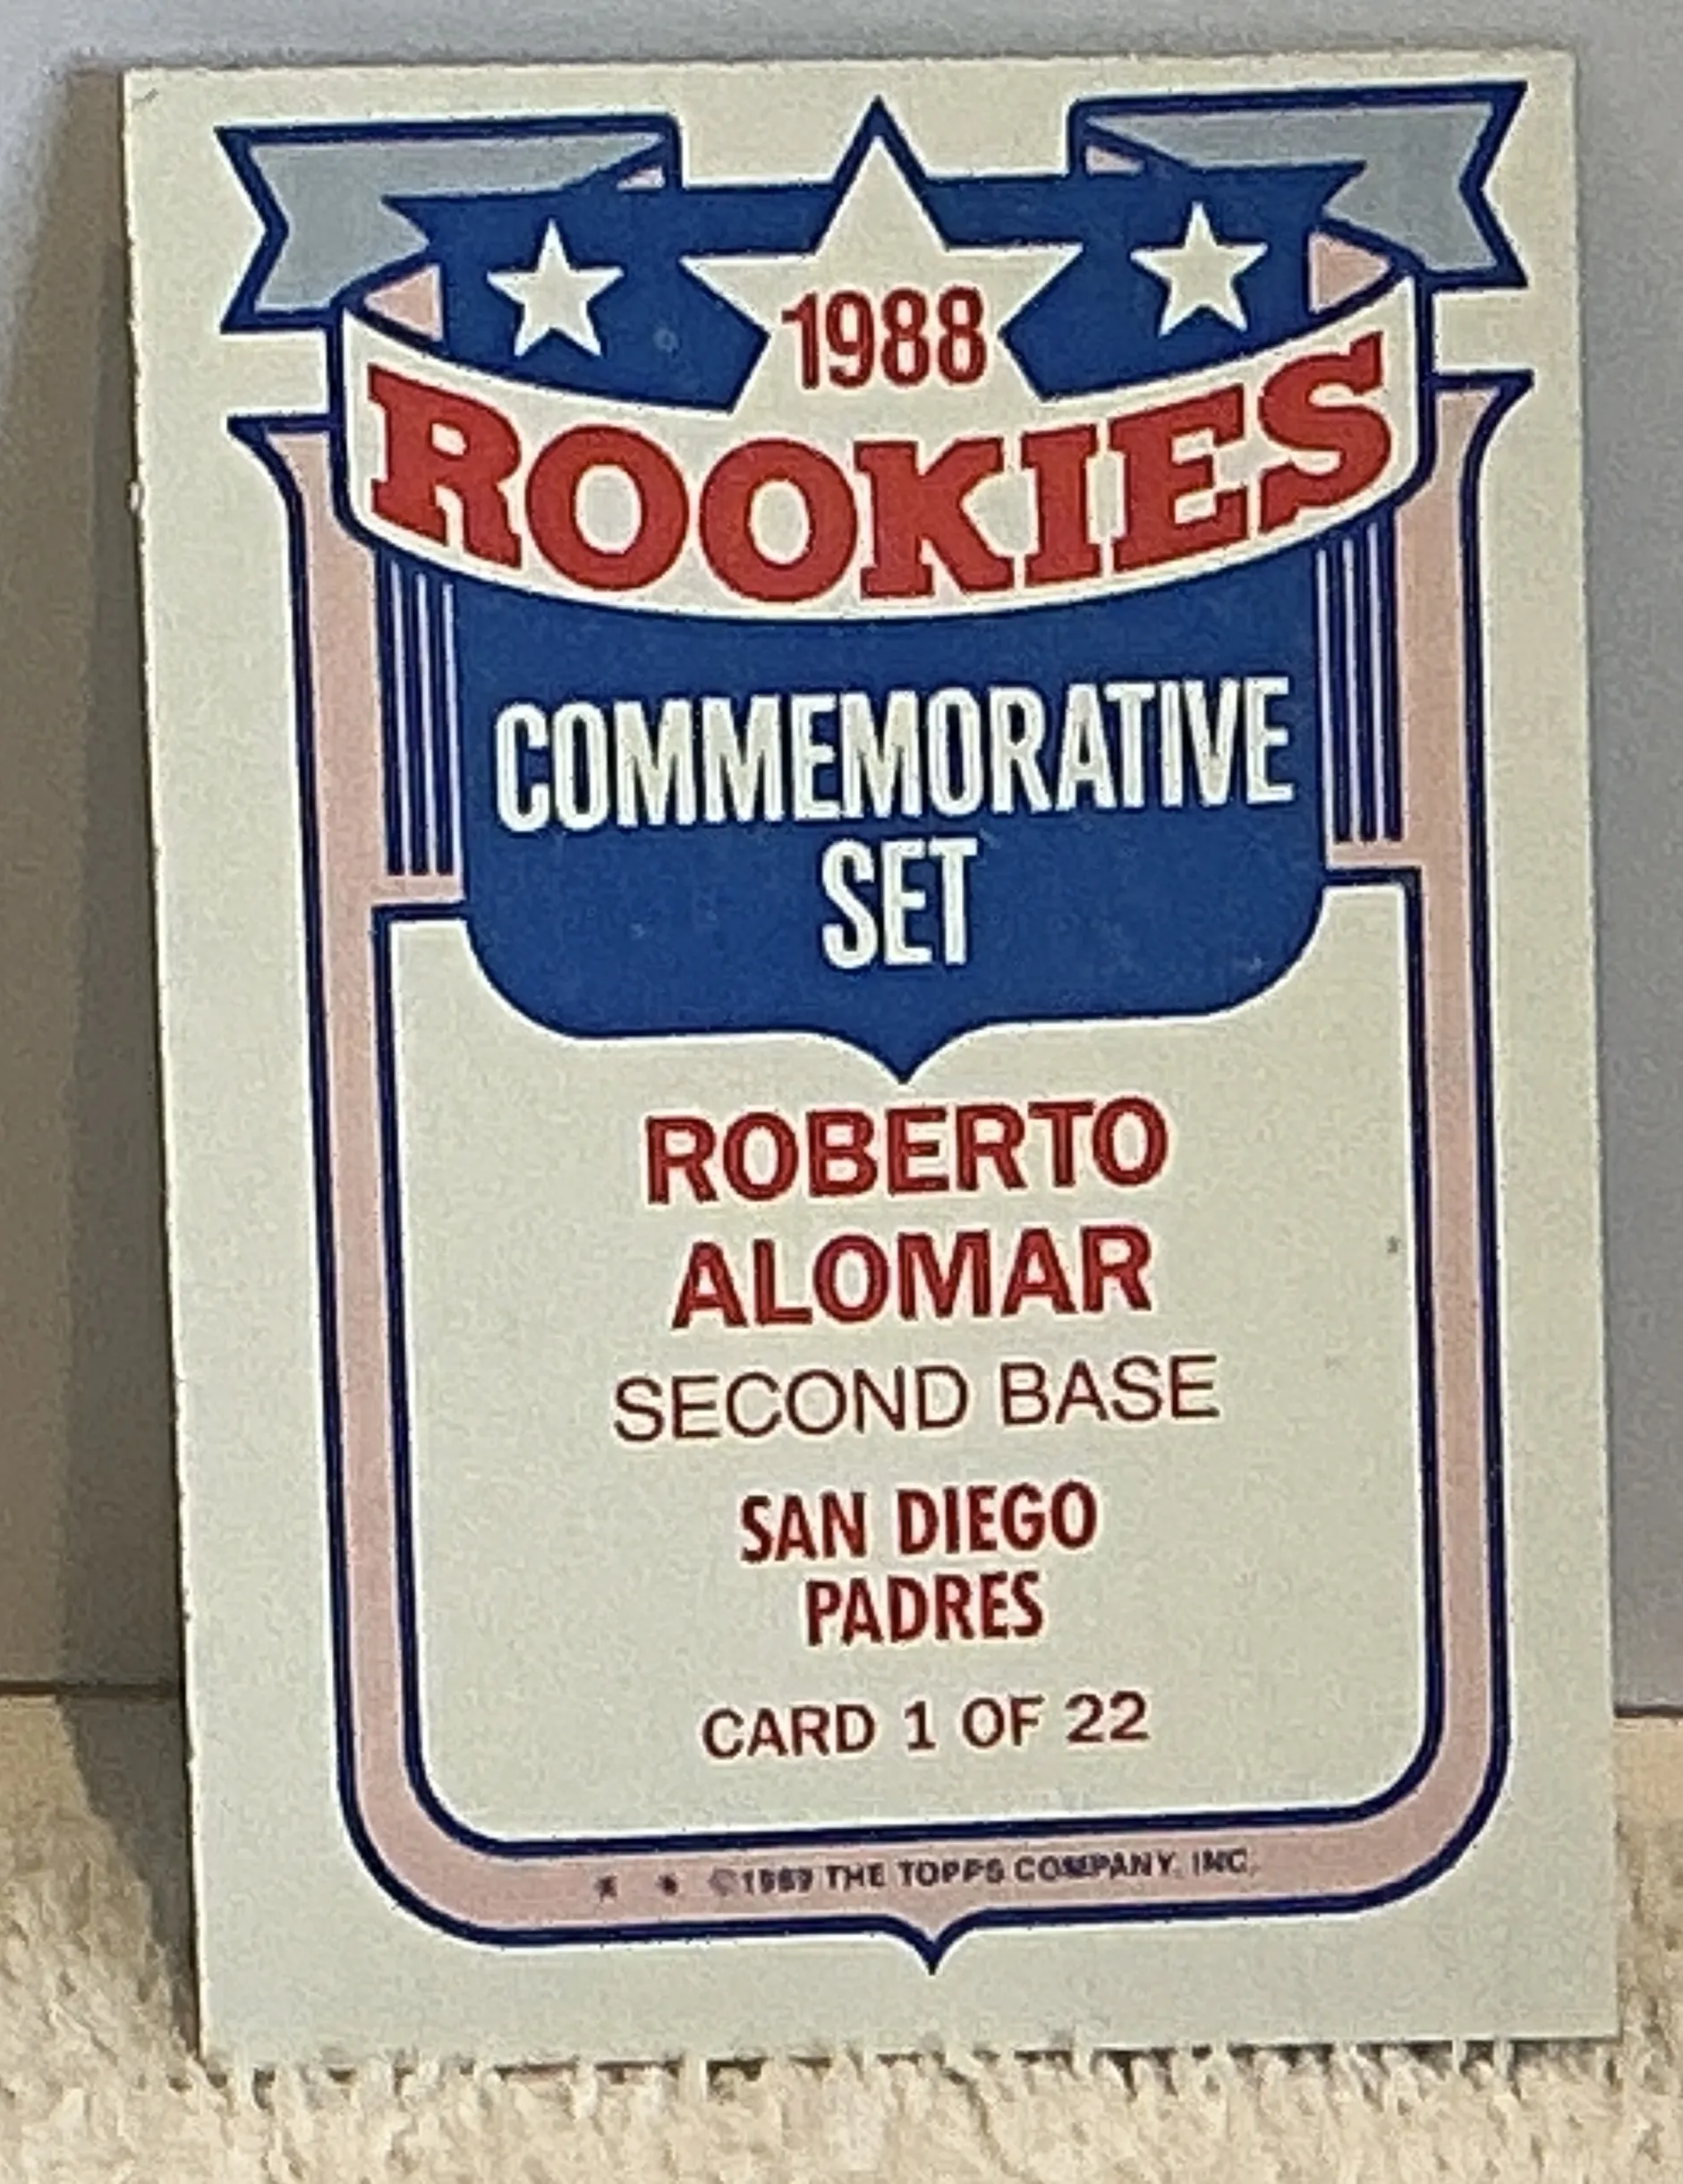 1988
ROOKIES
COMMEMORATIVE
SET
ROBERTO
ALOMAR
SECOND BASE
SAN DIEGO
PADRES
CARD 1 OF 22
* * ©1989 THE TOPPS COMPANY, INC.